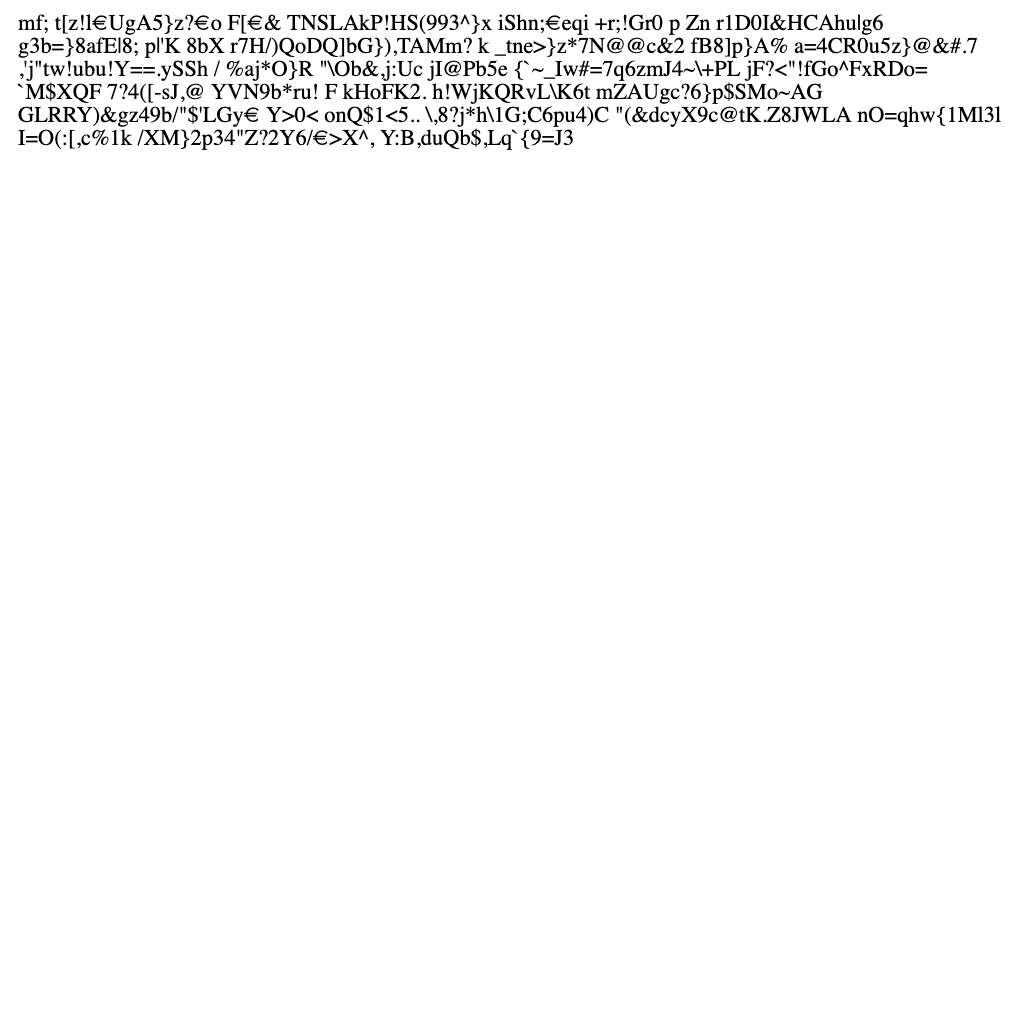 mf; t[z!l€UgA5}z?€o F[€& TNSLAkP!HS(993^}x iShn;€eqi +r;!Gr0 p Zn r1D0I&HCAhu|g6
g3b=}8afE|8; p|'K 8bX r7H/)QoDQ]bG}),TAMm? k _tne>}z*7N@@c&2 fB8]p}A% a=4CR0u5z}@&#.7
,'j"tw!ubu!Y==.ySSh / %aj*O}R "\Ob&,j:Uc jI@Pb5e {`~_Iw#=7q6zmJ4~\+PL jF?<"!fGo^FxRDo=
`M$XQF 7?4([-sJ,@ YVN9b*ru! F kHoFK2. h!WjKQRvL\K6t mZAUgc?6}p$SMo~AG
GLRRY)&gz49b/"$'LGy€ Y>0< onQ$1<5.. \,8?j*h\1G;C6pu4)C "(&dcyX9c@tK.Z8JWLA nO=qhw{1Ml3l
I=O(:[,c%1k /XM}2p34"Z?2Y6/€>X^, Y:B,duQb$,Lq`{9=J3